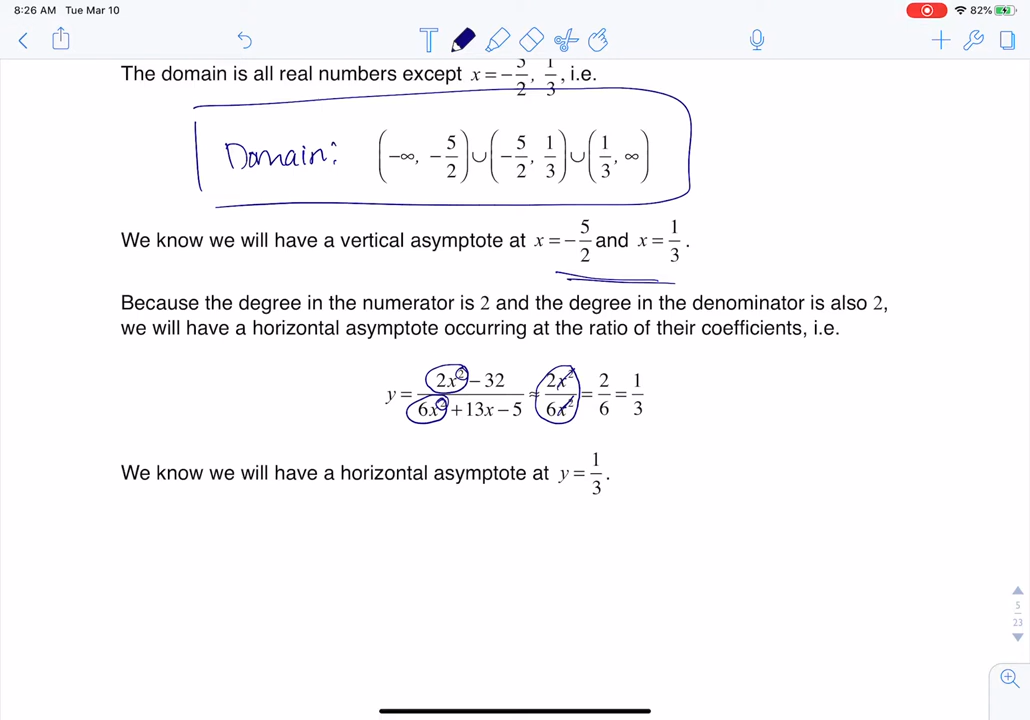 8:26 AM Tue Mar 10 82%
T
The domain is all real numbers except x = −5/2, 1/3, i.e.
Domain: (−∞, −5/2) ∪ (−5/2, 1/3) ∪ (1/3, ∞)
We know we will have a vertical asymptote at x = −5/2 and x = 1/3.
Because the degree in the numerator is 2 and the degree in the denominator is also 2,
we will have a horizontal asymptote occurring at the ratio of their coefficients, i.e.
y = (2x² − 32)/(6x² + 13x − 5) ≈ 2x²/6x² = 2/6 = 1/3
We know we will have a horizontal asymptote at y = 1/3.
5
23